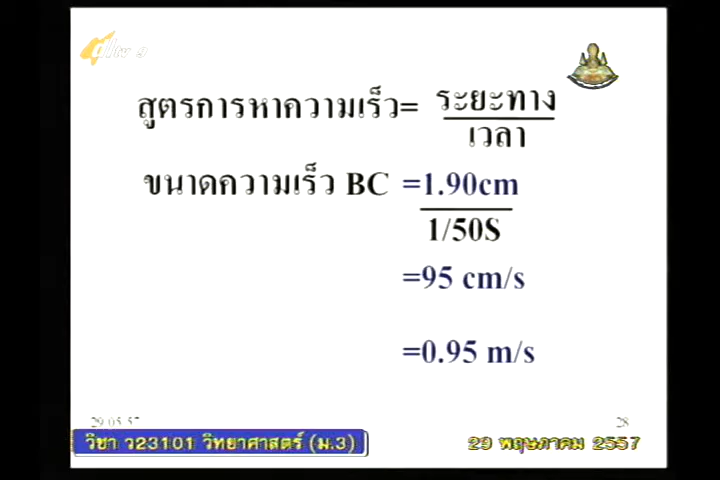 สูตรการหาความเร็ว= ระยะทาง
เวลา
ขนาดความเร็ว BC =1.90cm
1/50S
=95 cm/s
=0.95 m/s
29.05.57
28
วิชา ว23101 วิทยาศาสตร์ (ม.3)
29 พฤษภาคม 2557